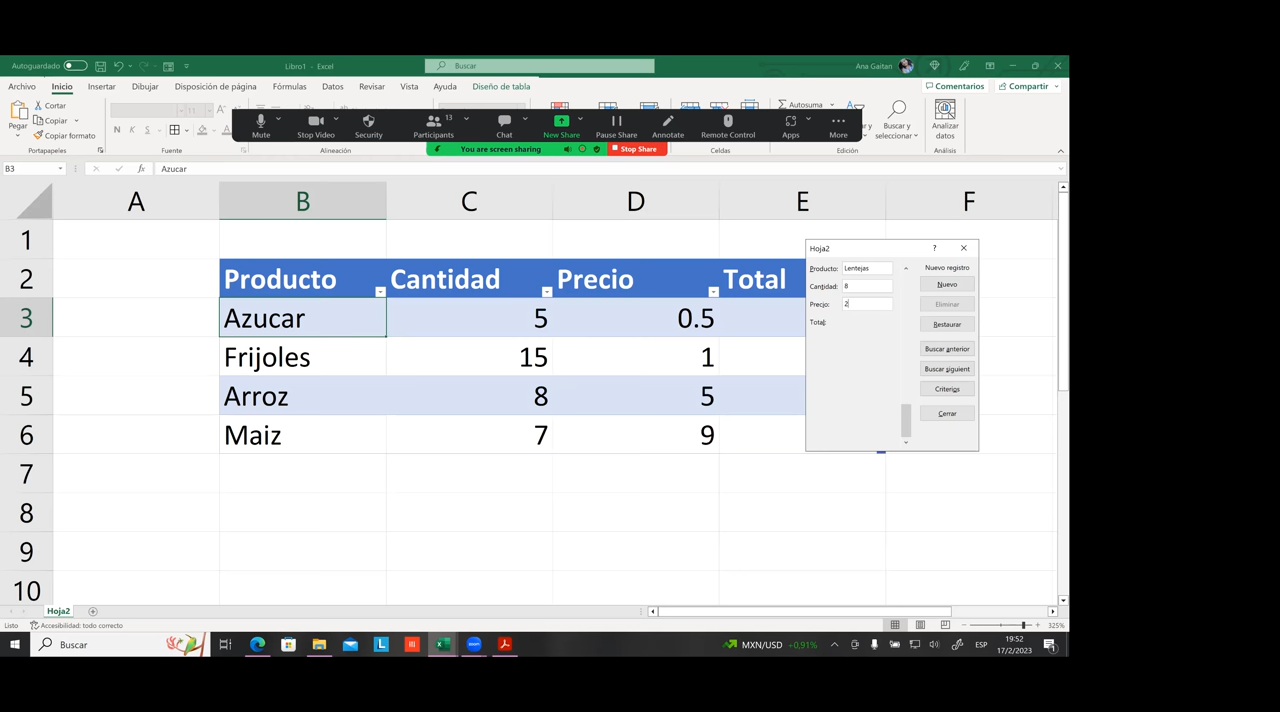 Autoguardado
Libro1 - Excel
Buscar
Ana Gaitan
Archivo Inicio Insertar Dibujar Disposición de página Fórmulas Datos Revisar Vista Ayuda Diseño de tabla
Comentarios Compartir
Pegar
Cortar
Copiar
Copiar formato
N K S
Autosuma
Buscar y
seleccionar
Analizar
datos
Mute Stop Video Security Participants 13 Chat New Share Pause Share Annotate Remote Control Apps More
You are screen sharing Stop Share
Portapapeles Fuente Alineación Celdas Edición Análisis
B3 fx Azucar
A B C D E F
1
2 Producto Cantidad Precio Total
3 Azucar 5 0.5
4 Frijoles 15 1
5 Arroz 8 5
6 Maiz 7 9
7
8
9
10
Hoja2 ? ×
Producto: Lentejas
Cantidad: 8
Precio: 2
Total:
Nuevo registro
Nuevo
Eliminar
Restaurar
Buscar anterior
Buscar siguient
Criterios
Cerrar
Hoja2
Listo Accesibilidad: todo correcto
325%
Buscar
MXN/USD +0,91%
ESP
19:52
17/2/2023